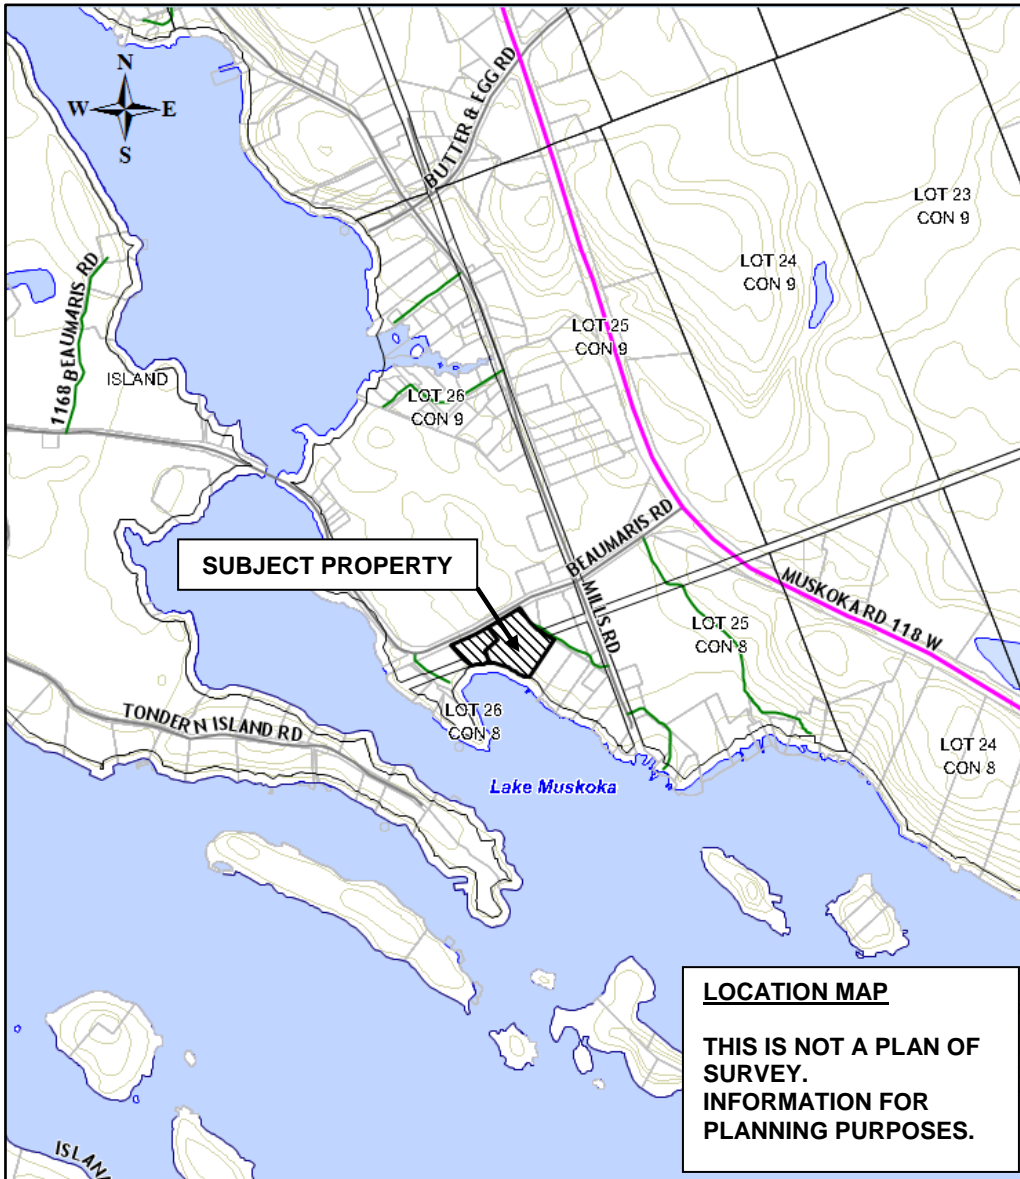 N
W E
S
BUTTER & EGG RD
LOT 23
CON 9
LOT 24
CON 9
1168 BEAUMARIS RD
LOT 25
CON 9
ISLAND
LOT 26
CON 9
SUBJECT PROPERTY
BEAUMARIS RD
MILLS RD
MUSKOKA RD 118 W
LOT 25
CON 8
LOT 26
CON 8
TONDERN ISLAND RD
LOT 24
CON 8
Lake Muskoka
LOCATION MAP
THIS IS NOT A PLAN OF
SURVEY.
INFORMATION FOR
PLANNING PURPOSES.